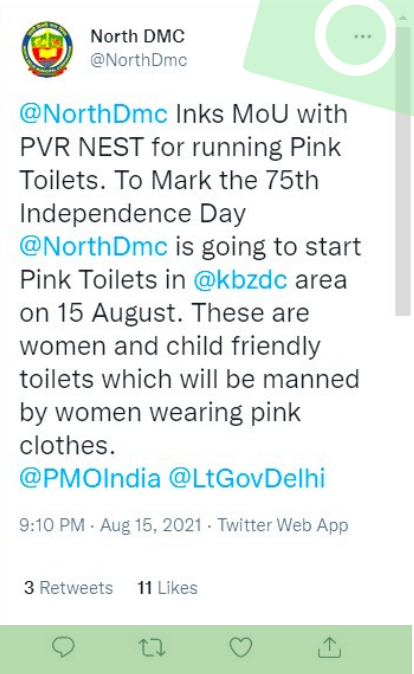 North DMC
@NorthDmc
@NorthDmc Inks MoU with
PVR NEST for running Pink
Toilets. To Mark the 75th
Independence Day
@NorthDmc is going to start
Pink Toilets in @kbzdc area
on 15 August. These are
women and child friendly
toilets which will be manned
by women wearing pink
clothes.
@PMOIndia @LtGovDelhi
9:10 PM · Aug 15, 2021 · Twitter Web App
3 Retweets 11 Likes